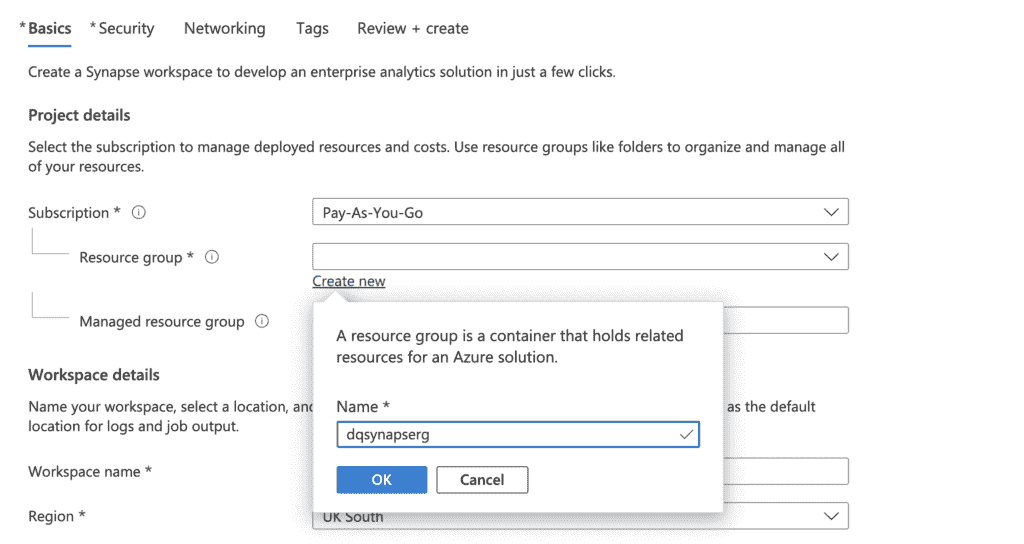 *Basics *Security Networking Tags Review + create
Create a Synapse workspace to develop an enterprise analytics solution in just a few clicks.
Project details
Select the subscription to manage deployed resources and costs. Use resource groups like folders to organize and manage all
of your resources.
Subscription *
Pay-As-You-Go
Resource group *
Create new
Managed resource group
A resource group is a container that holds related
resources for an Azure solution.
Name *
dqsynapserg
OK Cancel
Workspace details
Name your workspace, select a location, and as the default
location for logs and job output.
Workspace name *
Region *
UK South